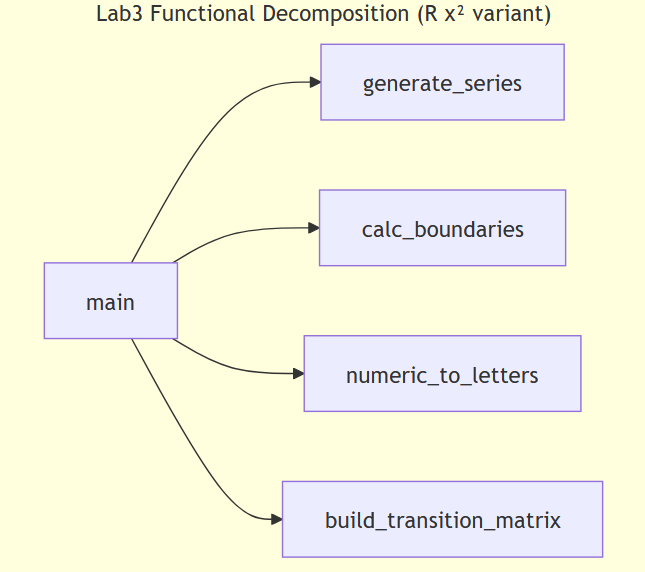 Lab3 Functional Decomposition (R x² variant)
generate_series
calc_boundaries
main
numeric_to_letters
build_transition_matrix